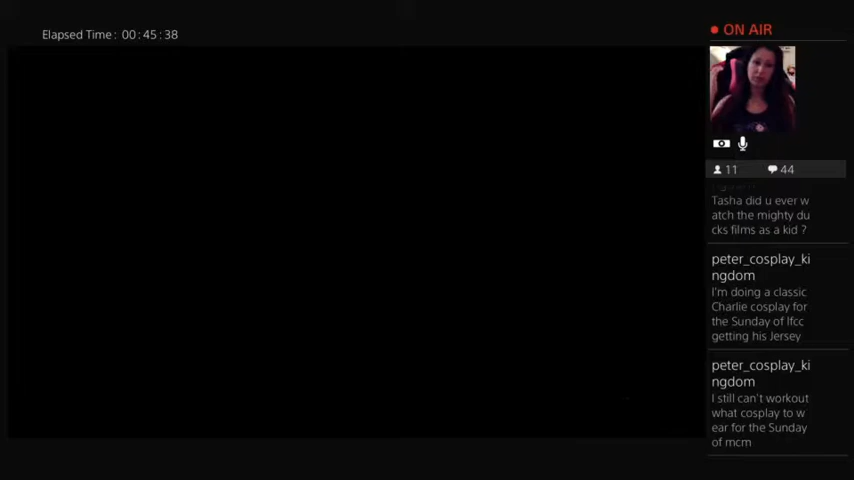 Elapsed Time: 00:45:38
ON AIR
11 44
Tasha did u ever w
atch the mighty du
cks films as a kid ?
peter_cosplay_ki
ngdom
I'm doing a classic
Charlie cosplay for
the Sunday of lfcc
getting his Jersey
peter_cosplay_ki
ngdom
I still can't workout
what cosplay to w
ear for the Sunday
of mcm